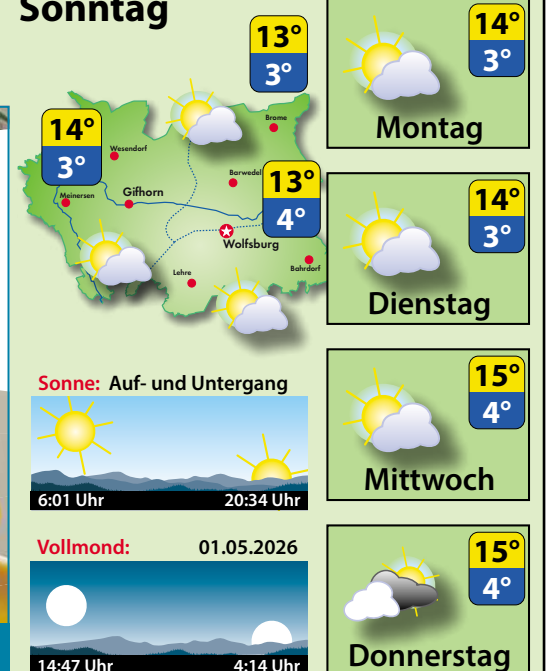 Sonntag
13°
3°
14°
3°
Brome
Wesendorf
Barwedel
13°
4°
Meinersen
Gifhorn
Wolfsburg
Lehre
Bahrdorf
Sonne: Auf- und Untergang
6:01 Uhr 20:34 Uhr
Vollmond: 01.05.2026
14:47 Uhr 4:14 Uhr
14°
3°
Montag
14°
3°
Dienstag
15°
4°
Mittwoch
15°
4°
Donnerstag